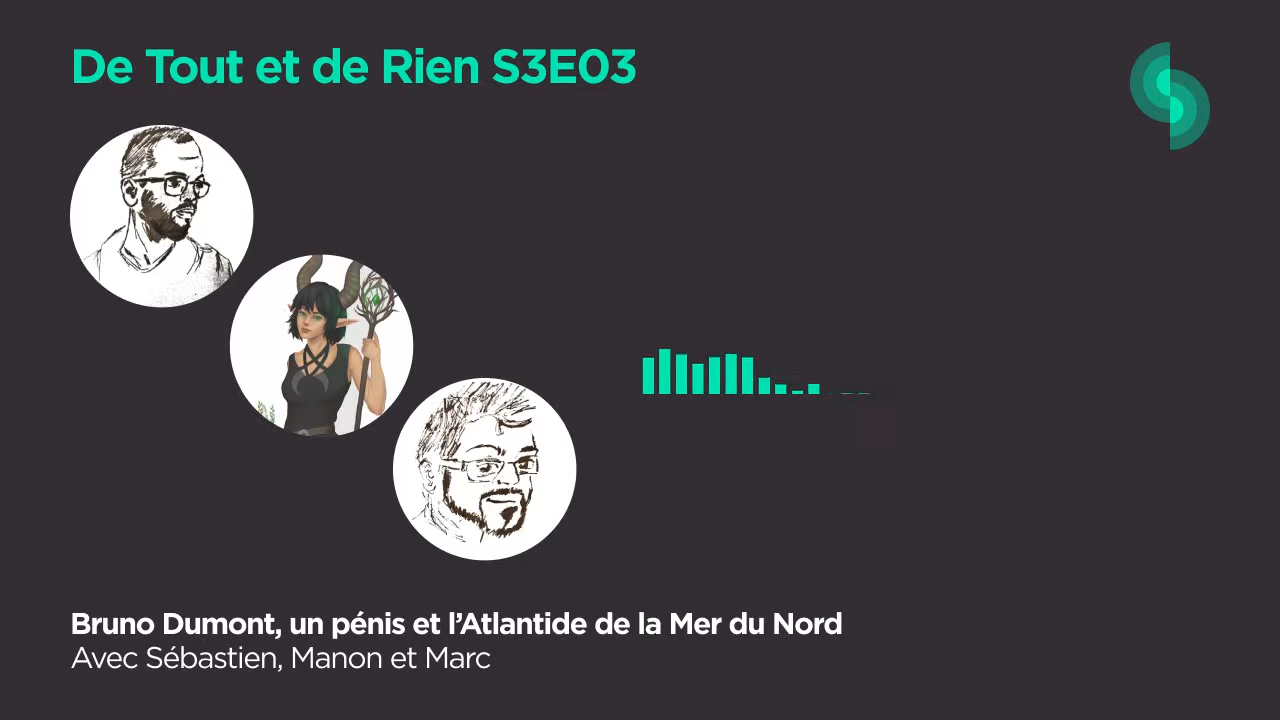 De Tout et de Rien S3E03
Bruno Dumont, un pénis et l’Atlantide de la Mer du Nord
Avec Sébastien, Manon et Marc